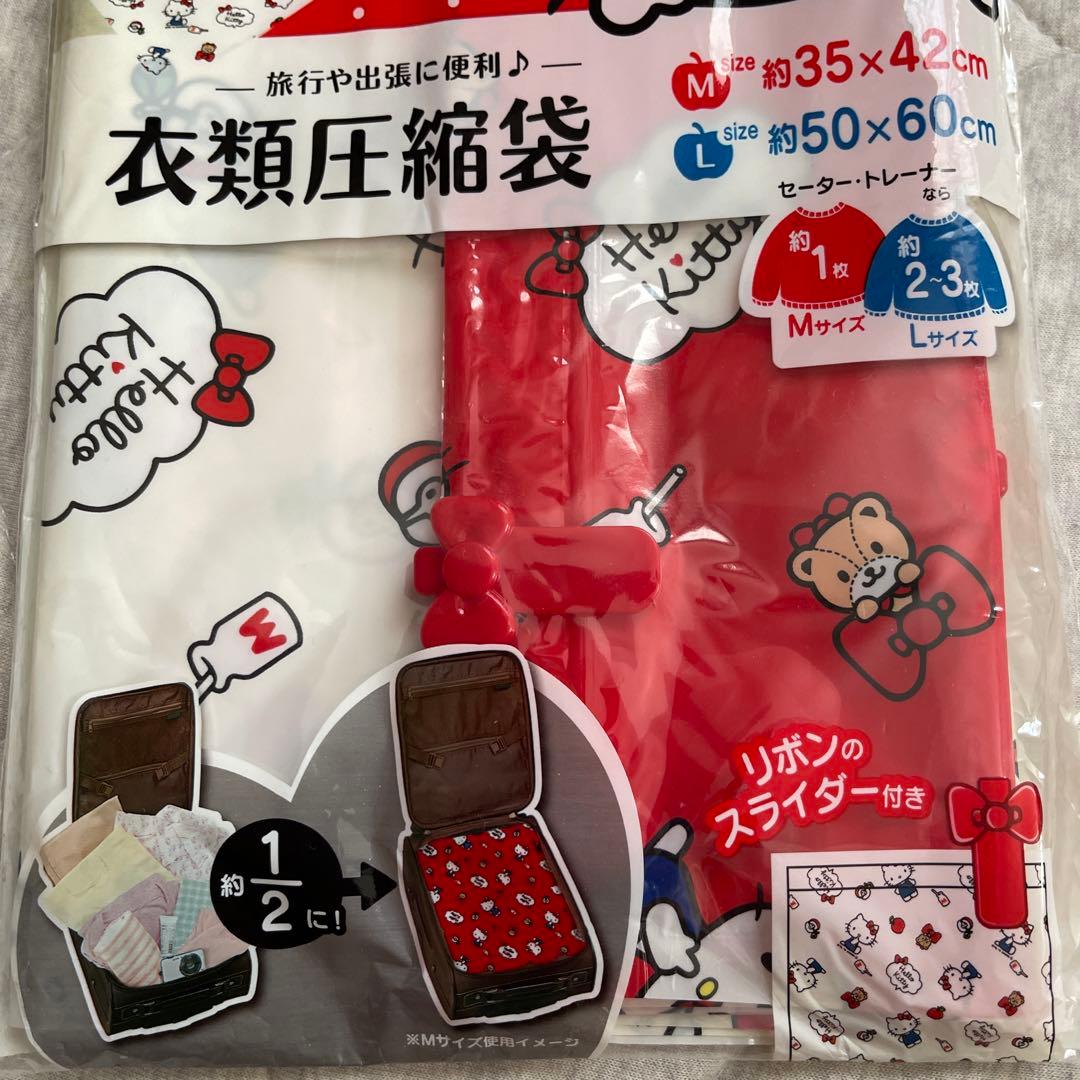 Hello Kitty
旅行や出張に便利♪
衣類圧縮袋
M size 約35×42cm
L size 約50×60cm
セーター・トレーナー
なら
約
1枚
Mサイズ
約
2~3枚
Lサイズ
Hello
Kitty
Hello
Kitty
M
リボンの
スライダー付き
約1/2に!
※Mサイズ使用イメージ
Hello
Kitty